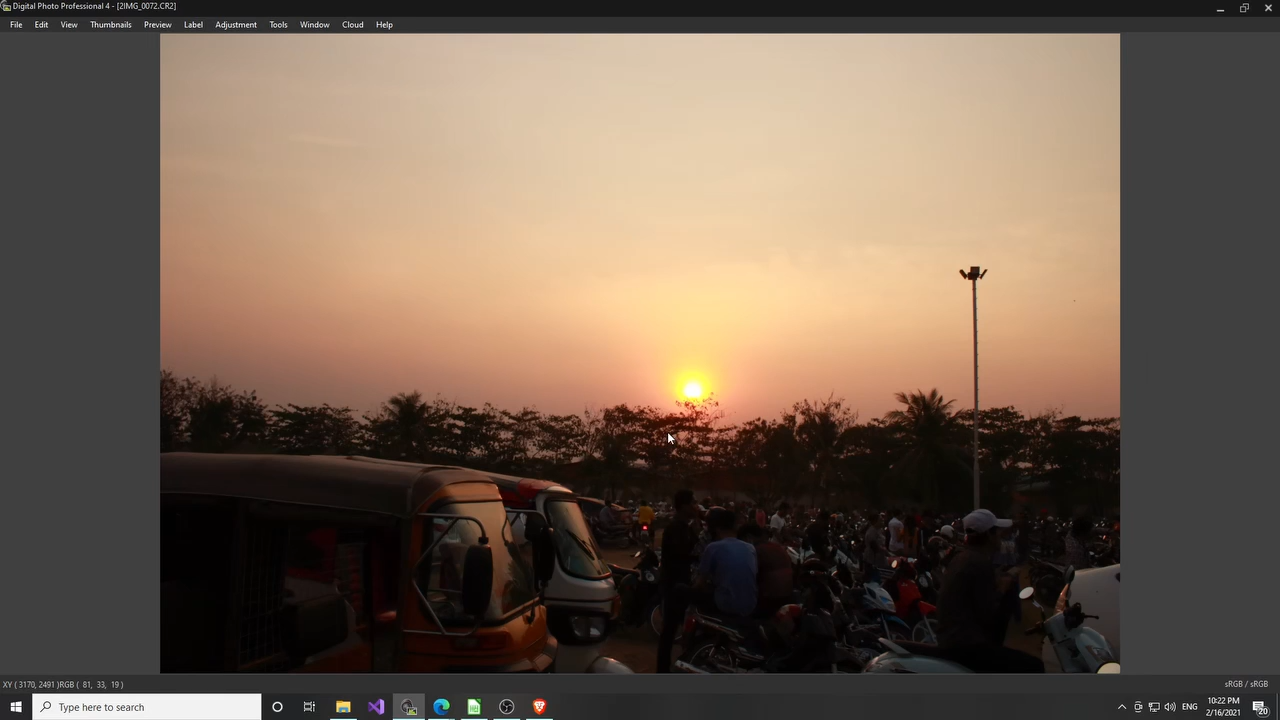 Digital Photo Professional 4 - [2IMG_0072.CR2]
File Edit View Thumbnails Preview Label Adjustment Tools Window Cloud Help
XY ( 3170, 2491 )RGB ( 81, 33, 19 ) sRGB / sRGB
Type here to search
ENG
10:22 PM
2/16/2021
20